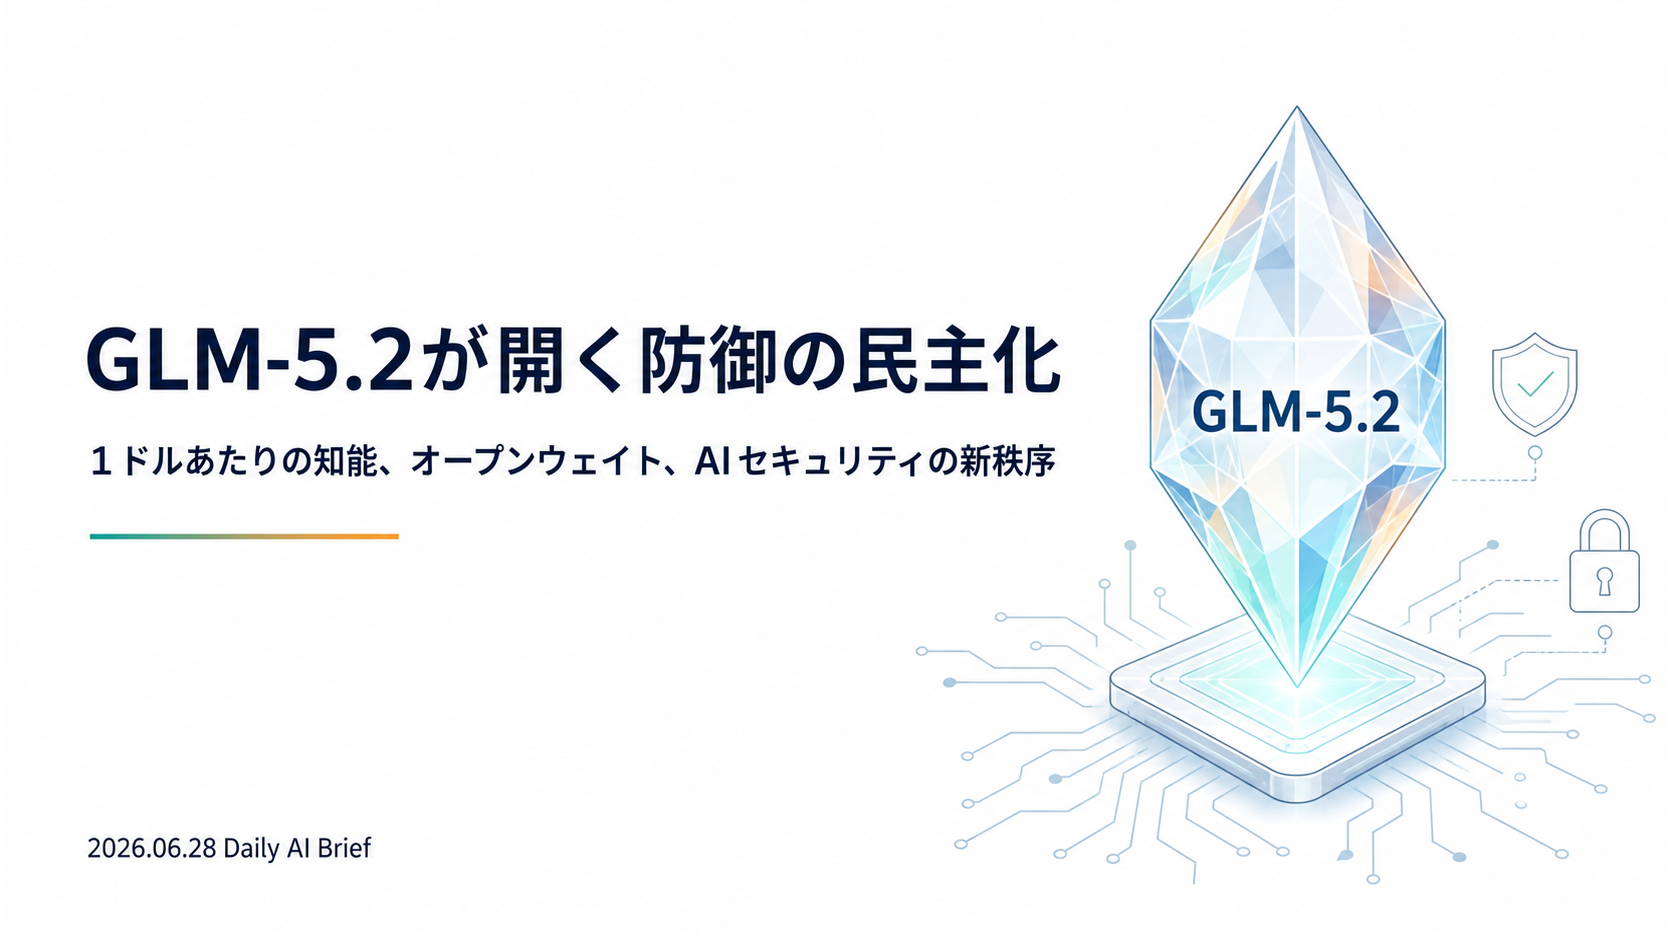 GLM-5.2が開く防御の民主化
1ドルあたりの知能、オープンウェイト、AIセキュリティの新秩序
GLM-5.2
2026.06.28 Daily AI Brief